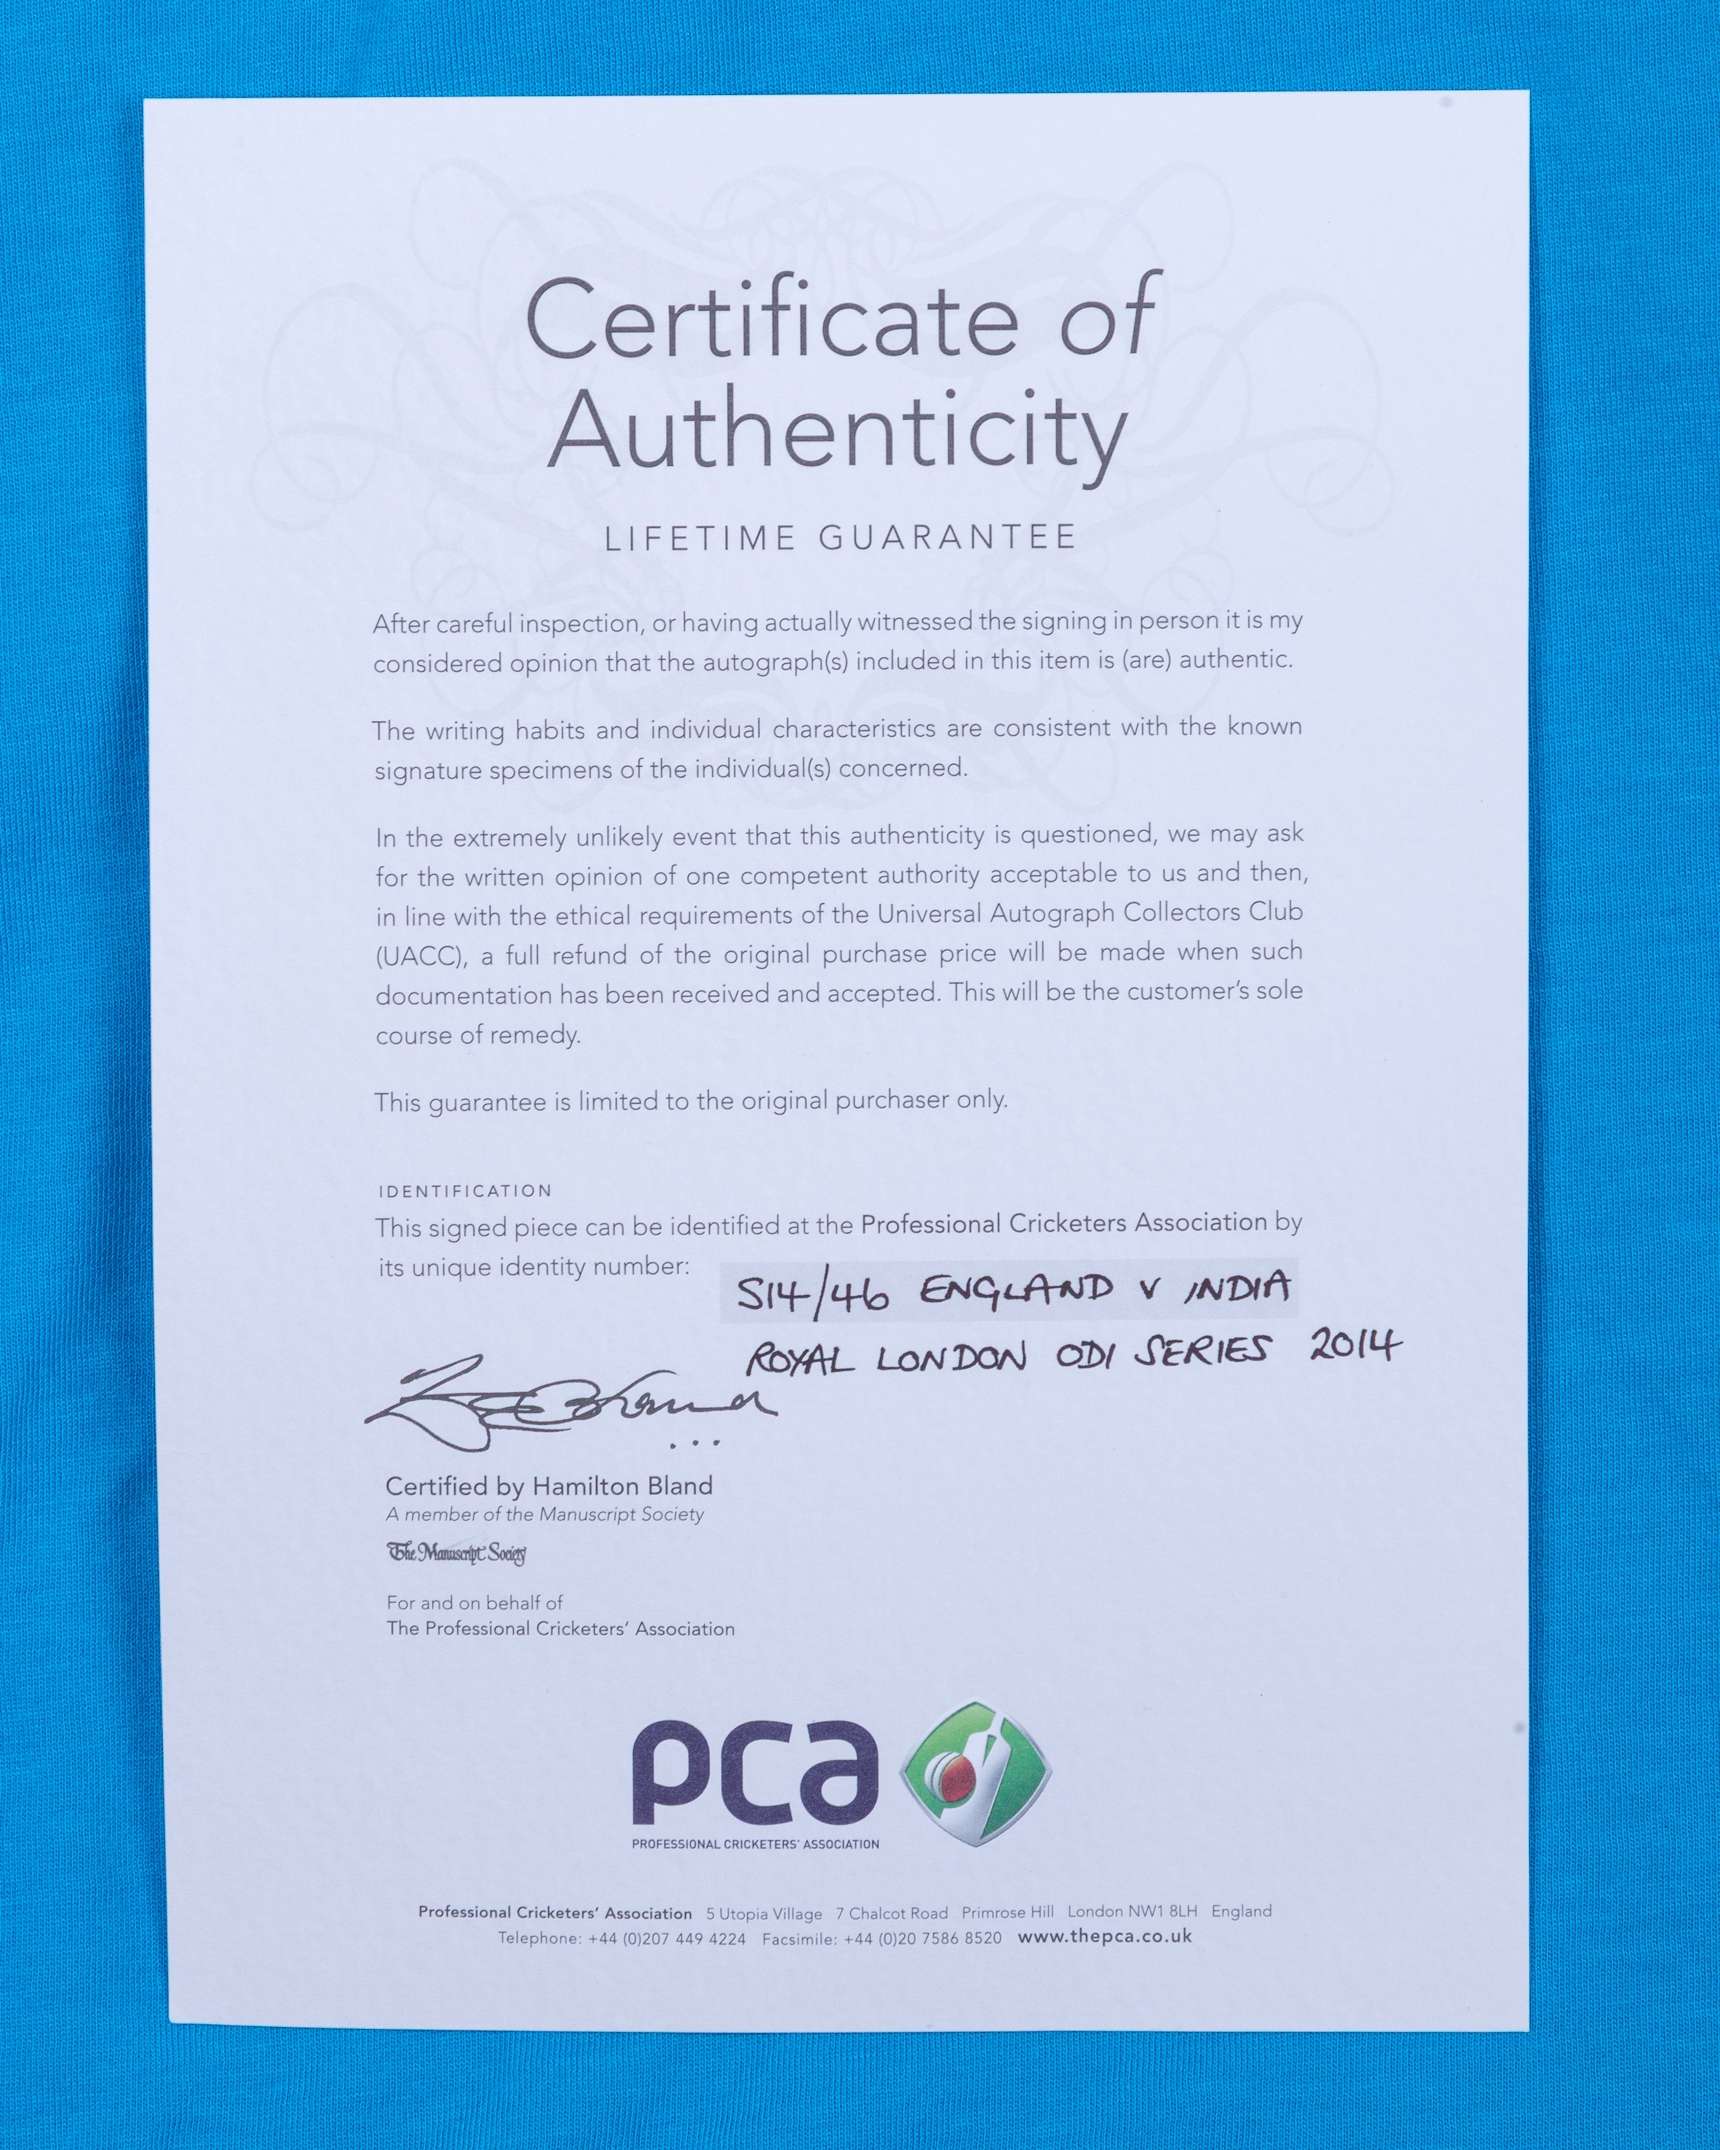 Certificate of
Authenticity
LIFETIME GUARANTEE
After careful inspection, or having actually witnessed the signing in person it is my
considered opinion that the autograph(s) included in this item is (are) authentic.
The writing habits and individual characteristics are consistent with the known
signature specimens of the individual(s) concerned.
In the extremely unlikely event that this authenticity is questioned, we may ask
for the written opinion of one competent authority acceptable to us and then,
in line with the ethical requirements of the Universal Autograph Collectors Club
(UACC), a full refund of the original purchase price will be made when such
documentation has been received and accepted. This will be the customer's sole
course of remedy.
This guarantee is limited to the original purchaser only.
IDENTIFICATION
This signed piece can be identified at the Professional Cricketers Association by
its unique identity number: S14/46 ENGLAND V INDIA
ROYAL LONDON ODI SERIES 2014
Certified by Hamilton Bland
A member of the Manuscript Society
The Manuscript Society
For and on behalf of
The Professional Cricketers' Association
pca
PROFESSIONAL CRICKETERS' ASSOCIATION
Professional Cricketers' Association 5 Utopia Village 7 Chalcot Road Primrose Hill London NW1 8LH England
Telephone: +44 (0)207 449 4224 Facsimile: +44 (0)20 7586 8520 www.thepca.co.uk